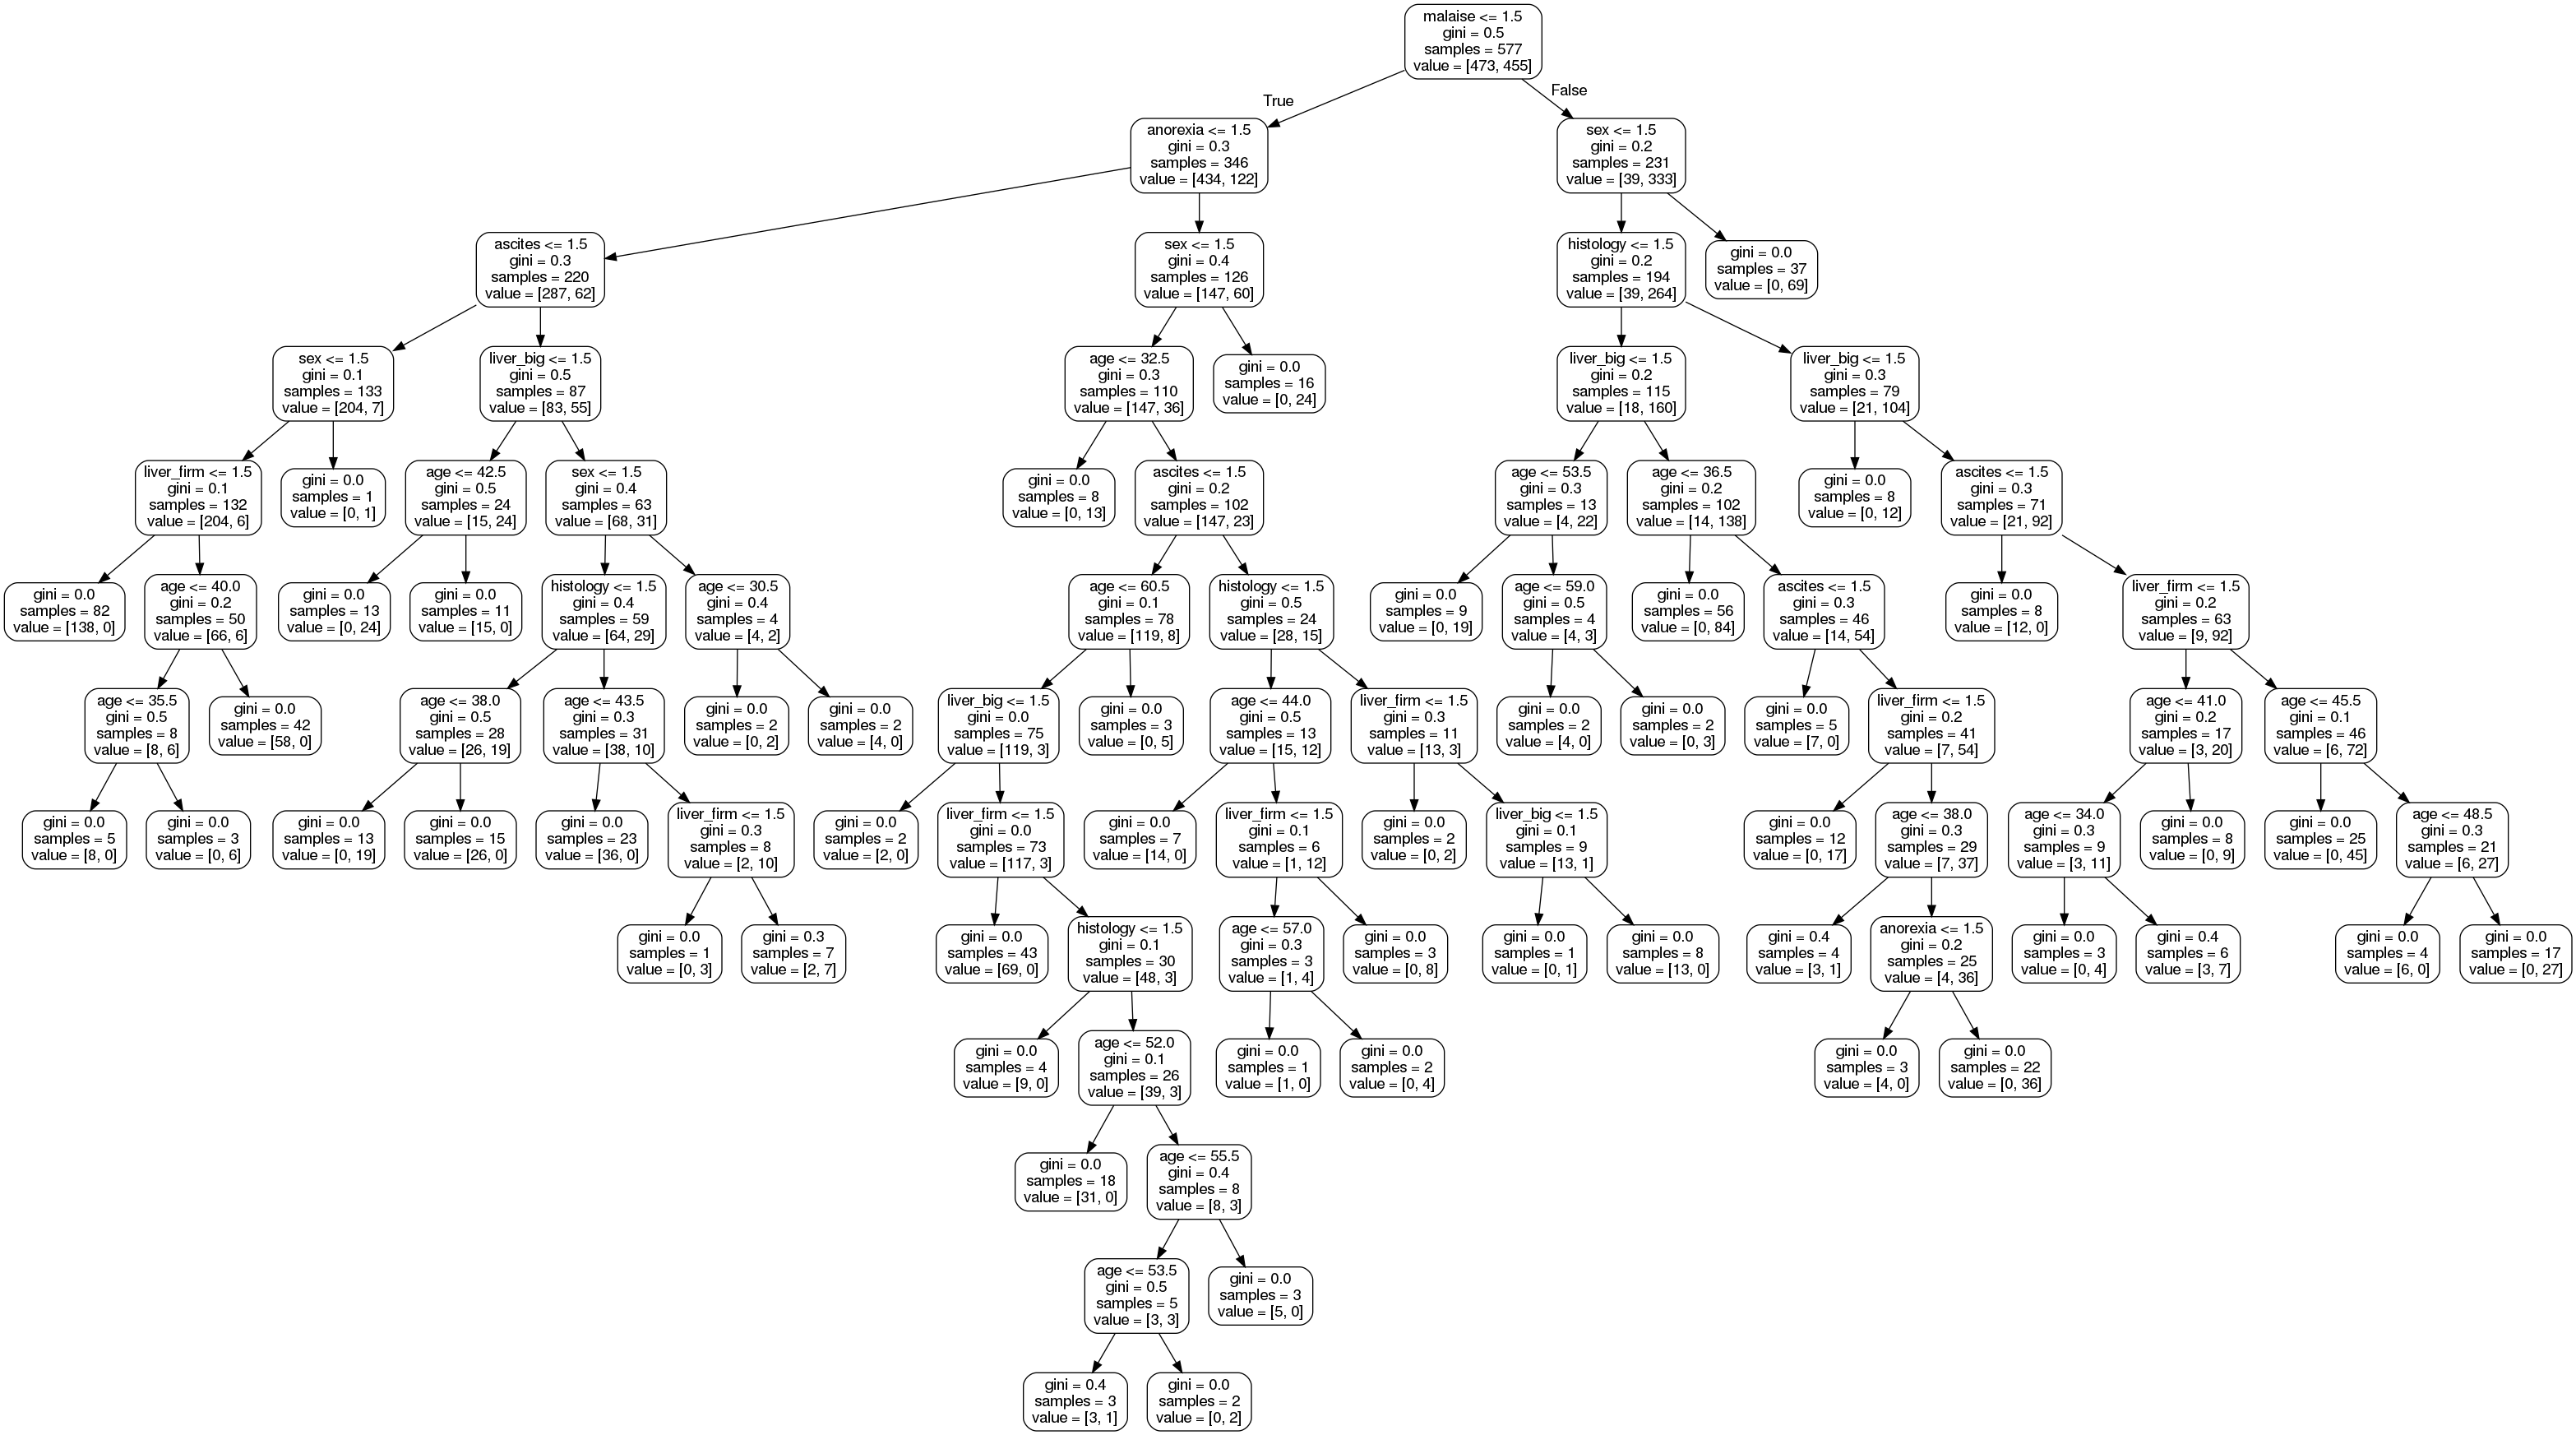 malaise <= 1.5
gini = 0.5
samples = 577
value = [473, 455]
True
False
anorexia <= 1.5
gini = 0.3
samples = 346
value = [434, 122]
sex <= 1.5
gini = 0.2
samples = 231
value = [39, 333]
ascites <= 1.5
gini = 0.3
samples = 220
value = [287, 62]
sex <= 1.5
gini = 0.4
samples = 126
value = [147, 60]
histology <= 1.5
gini = 0.2
samples = 194
value = [39, 264]
gini = 0.0
samples = 37
value = [0, 69]
sex <= 1.5
gini = 0.1
samples = 133
value = [204, 7]
liver_big <= 1.5
gini = 0.5
samples = 87
value = [83, 55]
age <= 32.5
gini = 0.3
samples = 110
value = [147, 36]
gini = 0.0
samples = 16
value = [0, 24]
liver_big <= 1.5
gini = 0.2
samples = 115
value = [18, 160]
liver_big <= 1.5
gini = 0.3
samples = 79
value = [21, 104]
liver_firm <= 1.5
gini = 0.1
samples = 132
value = [204, 6]
gini = 0.0
samples = 1
value = [0, 1]
age <= 42.5
gini = 0.5
samples = 24
value = [15, 24]
sex <= 1.5
gini = 0.4
samples = 63
value = [68, 31]
gini = 0.0
samples = 8
value = [0, 13]
ascites <= 1.5
gini = 0.2
samples = 102
value = [147, 23]
age <= 53.5
gini = 0.3
samples = 13
value = [4, 22]
age <= 36.5
gini = 0.2
samples = 102
value = [14, 138]
gini = 0.0
samples = 8
value = [0, 12]
ascites <= 1.5
gini = 0.3
samples = 71
value = [21, 92]
gini = 0.0
samples = 82
value = [138, 0]
age <= 40.0
gini = 0.2
samples = 50
value = [66, 6]
gini = 0.0
samples = 13
value = [0, 24]
gini = 0.0
samples = 11
value = [15, 0]
histology <= 1.5
gini = 0.4
samples = 59
value = [64, 29]
age <= 30.5
gini = 0.4
samples = 4
value = [4, 2]
age <= 60.5
gini = 0.1
samples = 78
value = [119, 8]
histology <= 1.5
gini = 0.5
samples = 24
value = [28, 15]
gini = 0.0
samples = 9
value = [0, 19]
age <= 59.0
gini = 0.5
samples = 4
value = [4, 3]
gini = 0.0
samples = 56
value = [0, 84]
ascites <= 1.5
gini = 0.3
samples = 46
value = [14, 54]
gini = 0.0
samples = 8
value = [12, 0]
liver_firm <= 1.5
gini = 0.2
samples = 63
value = [9, 92]
age <= 35.5
gini = 0.5
samples = 8
value = [8, 6]
gini = 0.0
samples = 42
value = [58, 0]
age <= 38.0
gini = 0.5
samples = 28
value = [26, 19]
age <= 43.5
gini = 0.3
samples = 31
value = [38, 10]
gini = 0.0
samples = 2
value = [0, 2]
gini = 0.0
samples = 2
value = [4, 0]
liver_big <= 1.5
gini = 0.0
samples = 75
value = [119, 3]
gini = 0.0
samples = 3
value = [0, 5]
age <= 44.0
gini = 0.5
samples = 13
value = [15, 12]
liver_firm <= 1.5
gini = 0.3
samples = 11
value = [13, 3]
gini = 0.0
samples = 2
value = [4, 0]
gini = 0.0
samples = 2
value = [0, 3]
gini = 0.0
samples = 5
value = [7, 0]
liver_firm <= 1.5
gini = 0.2
samples = 41
value = [7, 54]
age <= 41.0
gini = 0.2
samples = 17
value = [3, 20]
age <= 45.5
gini = 0.1
samples = 46
value = [6, 72]
gini = 0.0
samples = 5
value = [8, 0]
gini = 0.0
samples = 3
value = [0, 6]
gini = 0.0
samples = 13
value = [0, 19]
gini = 0.0
samples = 15
value = [26, 0]
gini = 0.0
samples = 23
value = [36, 0]
liver_firm <= 1.5
gini = 0.3
samples = 8
value = [2, 10]
gini = 0.0
samples = 2
value = [2, 0]
liver_firm <= 1.5
gini = 0.0
samples = 73
value = [117, 3]
gini = 0.0
samples = 7
value = [14, 0]
liver_firm <= 1.5
gini = 0.1
samples = 6
value = [1, 12]
gini = 0.0
samples = 2
value = [0, 2]
liver_big <= 1.5
gini = 0.1
samples = 9
value = [13, 1]
gini = 0.0
samples = 12
value = [0, 17]
age <= 38.0
gini = 0.3
samples = 29
value = [7, 37]
age <= 34.0
gini = 0.3
samples = 9
value = [3, 11]
gini = 0.0
samples = 8
value = [0, 9]
gini = 0.0
samples = 25
value = [0, 45]
age <= 48.5
gini = 0.3
samples = 21
value = [6, 27]
gini = 0.0
samples = 1
value = [0, 3]
gini = 0.3
samples = 7
value = [2, 7]
gini = 0.0
samples = 43
value = [69, 0]
histology <= 1.5
gini = 0.1
samples = 30
value = [48, 3]
age <= 57.0
gini = 0.3
samples = 3
value = [1, 4]
gini = 0.0
samples = 3
value = [0, 8]
gini = 0.0
samples = 1
value = [0, 1]
gini = 0.0
samples = 8
value = [13, 0]
gini = 0.4
samples = 4
value = [3, 1]
anorexia <= 1.5
gini = 0.2
samples = 25
value = [4, 36]
gini = 0.0
samples = 3
value = [0, 4]
gini = 0.4
samples = 6
value = [3, 7]
gini = 0.0
samples = 4
value = [6, 0]
gini = 0.0
samples = 17
value = [0, 27]
gini = 0.0
samples = 4
value = [9, 0]
age <= 52.0
gini = 0.1
samples = 26
value = [39, 3]
gini = 0.0
samples = 1
value = [1, 0]
gini = 0.0
samples = 2
value = [0, 4]
gini = 0.0
samples = 3
value = [4, 0]
gini = 0.0
samples = 22
value = [0, 36]
gini = 0.0
samples = 18
value = [31, 0]
age <= 55.5
gini = 0.4
samples = 8
value = [8, 3]
age <= 53.5
gini = 0.5
samples = 5
value = [3, 3]
gini = 0.0
samples = 3
value = [5, 0]
gini = 0.4
samples = 3
value = [3, 1]
gini = 0.0
samples = 2
value = [0, 2]